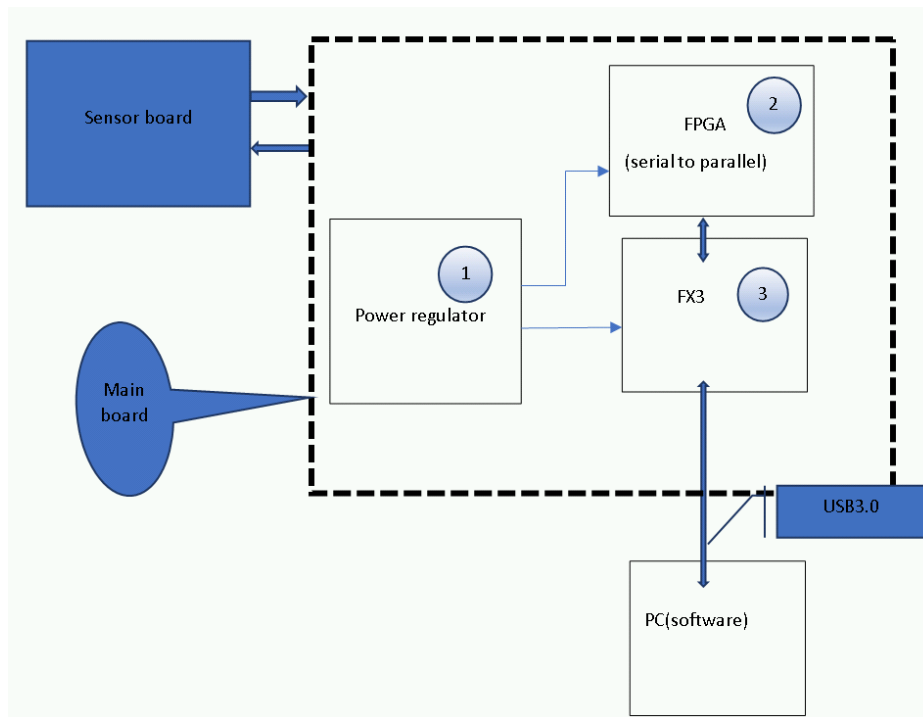 Sensor board
2
FPGA
(serial to parallel)
1
Power regulator
FX3
3
Main
board
USB3.0
PC(software)